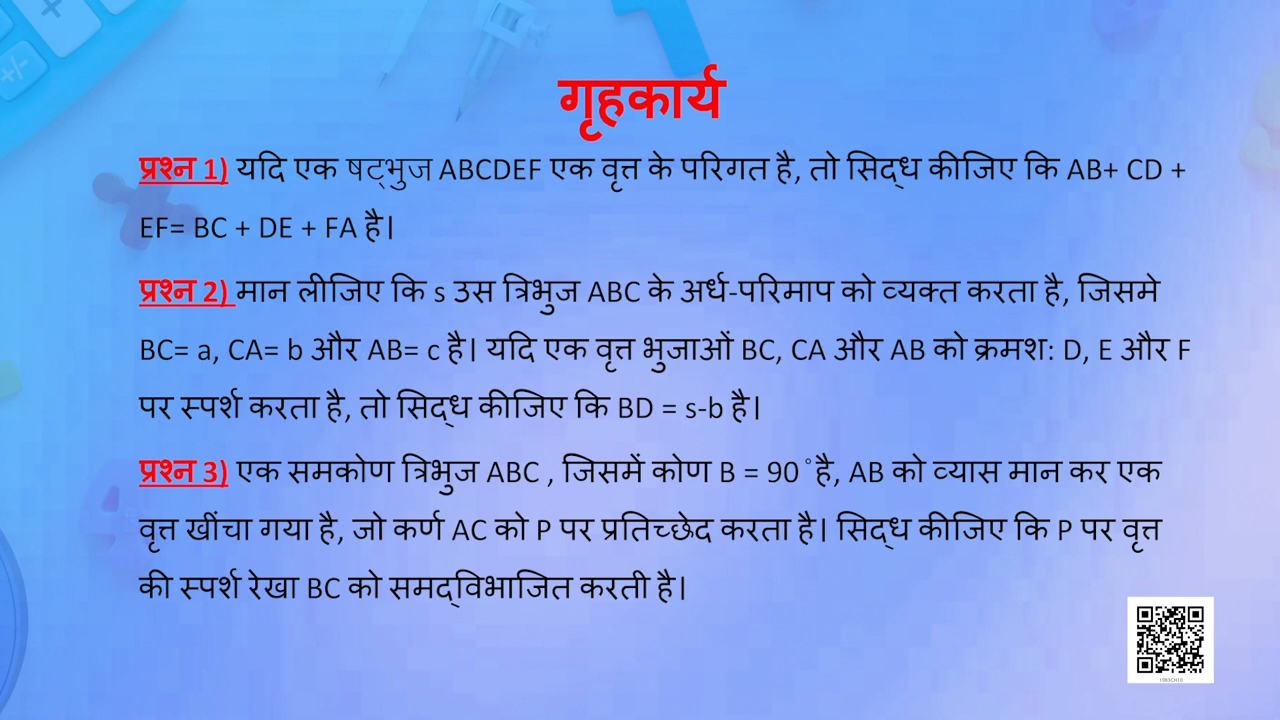 गृहकार्य
प्रश्न 1) यदि एक षट्भुज ABCDEF एक वृत्त के परिगत है, तो सिद्ध कीजिए कि AB+ CD +
EF= BC + DE + FA है।
प्रश्न 2) मान लीजिए कि s उस त्रिभुज ABC के अर्ध-परिमाप को व्यक्त करता है, जिसमे
BC= a, CA= b और AB= c है। यदि एक वृत्त भुजाओं BC, CA और AB को क्रमश: D, E और F
पर स्पर्श करता है, तो सिद्ध कीजिए कि BD = s-b है।
प्रश्न 3) एक समकोण त्रिभुज ABC , जिसमें कोण B = 90°है, AB को व्यास मान कर एक
वृत्त खींचा गया है, जो कर्ण AC को P पर प्रतिच्छेद करता है। सिद्ध कीजिए कि P पर वृत्त
की स्पर्श रेखा BC को समद्विभाजित करती है।
1063CH10